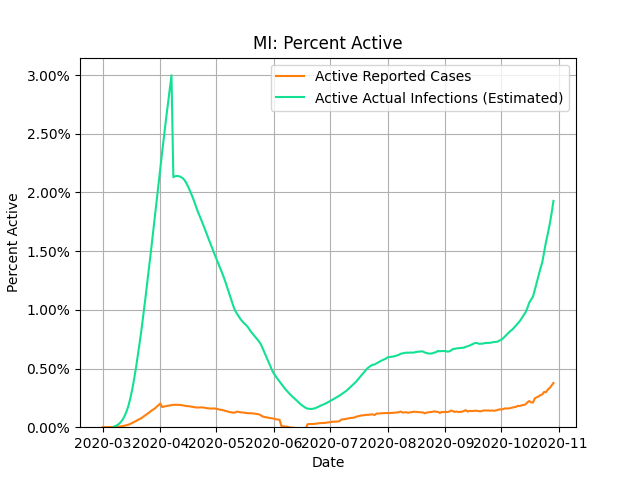 MI: Percent Active
Active Reported Cases
Active Actual Infections (Estimated)
3.00%
2.50%
2.00%
1.50%
1.00%
0.50%
0.00%
Percent Active
2020-03 2020-04 2020-05 2020-06 2020-07 2020-08 2020-09 2020-10 2020-11
Date